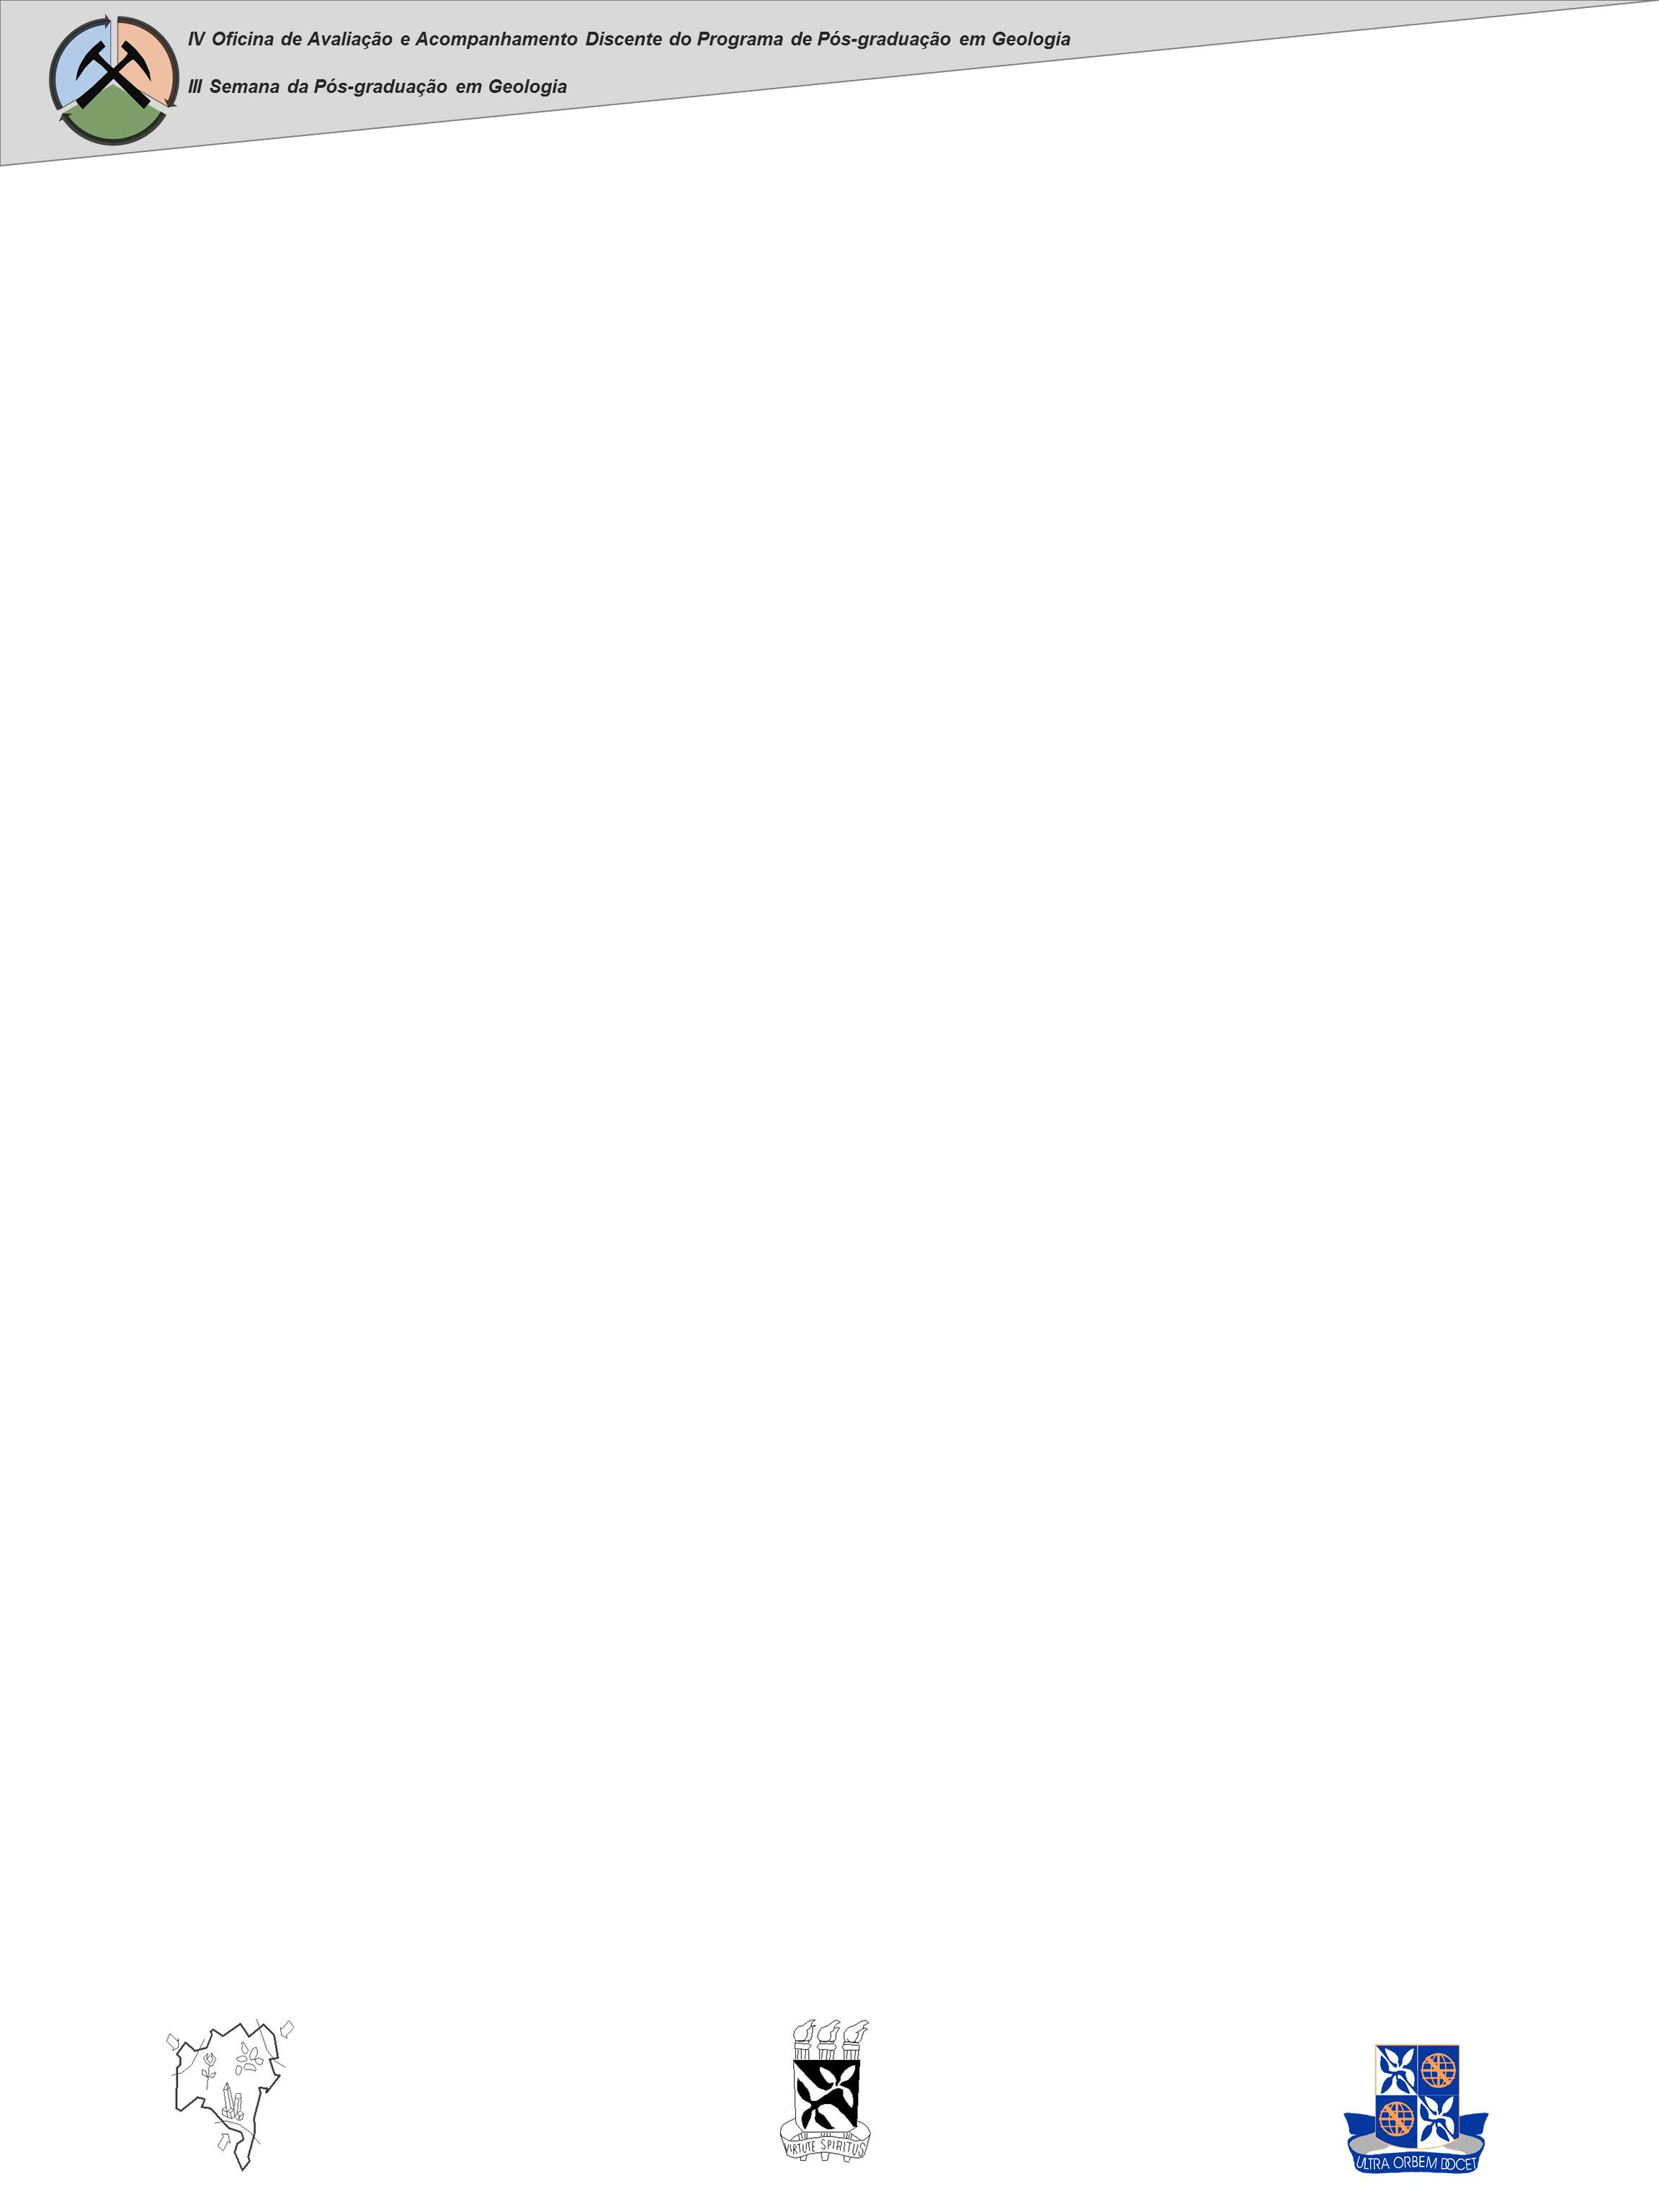 IV Oficina de Avaliação e Acompanhamento Discente do Programa de Pós-graduação em Geologia
III Semana da Pós-graduação em Geologia
VIRTUTE SPIRITUS
ULTRA ORBEM DOCET